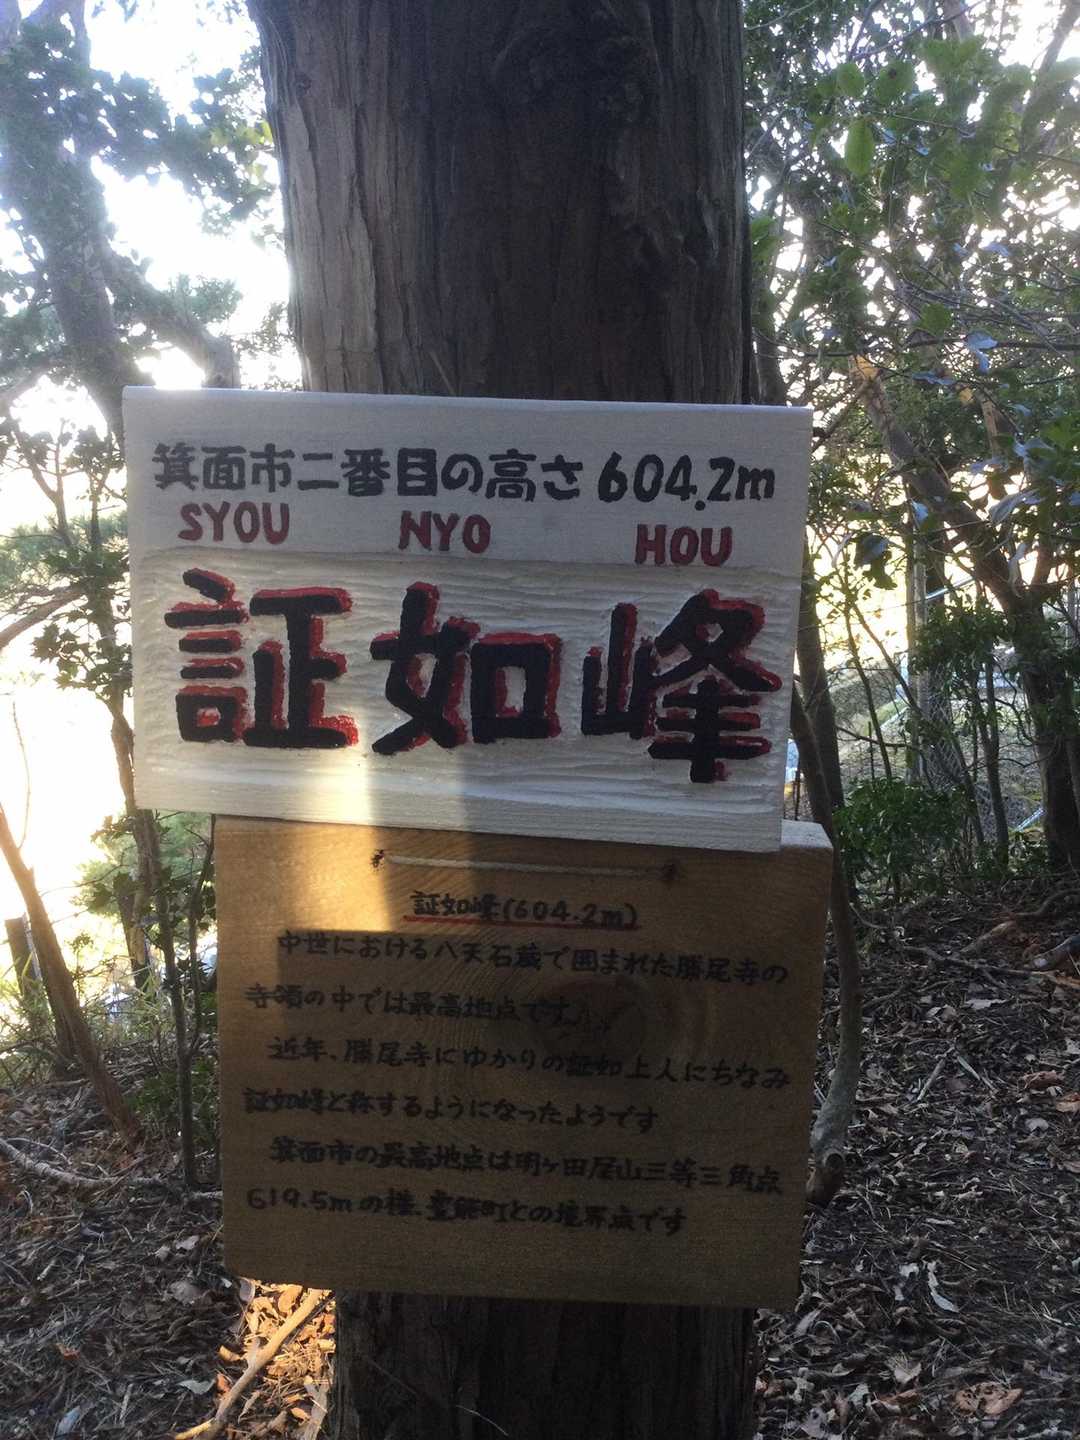 箕面市二番目の高さ604.2m
SYOU NYO HOU
証如峰
証如峰(604.2m)
中世における八天石蔵で囲まれた勝尾寺の
寺領の中では最高地点です。
近年、勝尾寺にゆかりの証如上人にちなみ
証如峰と称するようになったようです
箕面市の最高地点は明ヶ田尾山三等三角点
619.5mの横、豊能町との境界点です